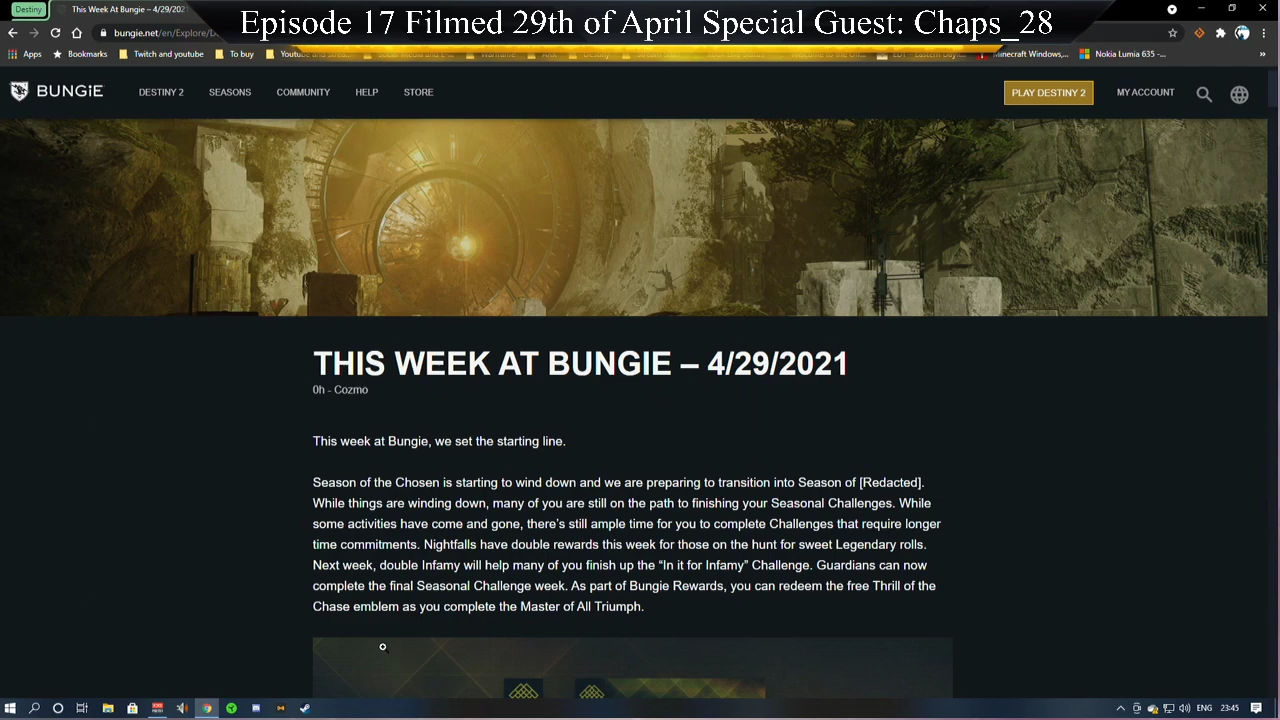 Episode 17 Filmed 29th of April Special Guest: Chaps_28
Destiny
This Week At Bungie – 4/29/2021
bungie.net/en/Explore/D
Apps
Bookmarks
Twitch and youtube
To buy
Minecraft Windows,...
Nokia Lumia 635 -...
BUNGiE
DESTINY 2
SEASONS
COMMUNITY
HELP
STORE
PLAY DESTINY 2
MY ACCOUNT
THIS WEEK AT BUNGIE – 4/29/2021
0h - Cozmo
This week at Bungie, we set the starting line.
Season of the Chosen is starting to wind down and we are preparing to transition into Season of [Redacted].
While things are winding down, many of you are still on the path to finishing your Seasonal Challenges. While
some activities have come and gone, there's still ample time for you to complete Challenges that require longer
time commitments. Nightfalls have double rewards this week for those on the hunt for sweet Legendary rolls.
Next week, double Infamy will help many of you finish up the “In it for Infamy” Challenge. Guardians can now
complete the final Seasonal Challenge week. As part of Bungie Rewards, you can redeem the free Thrill of the
Chase emblem as you complete the Master of All Triumph.
ENG
23:45